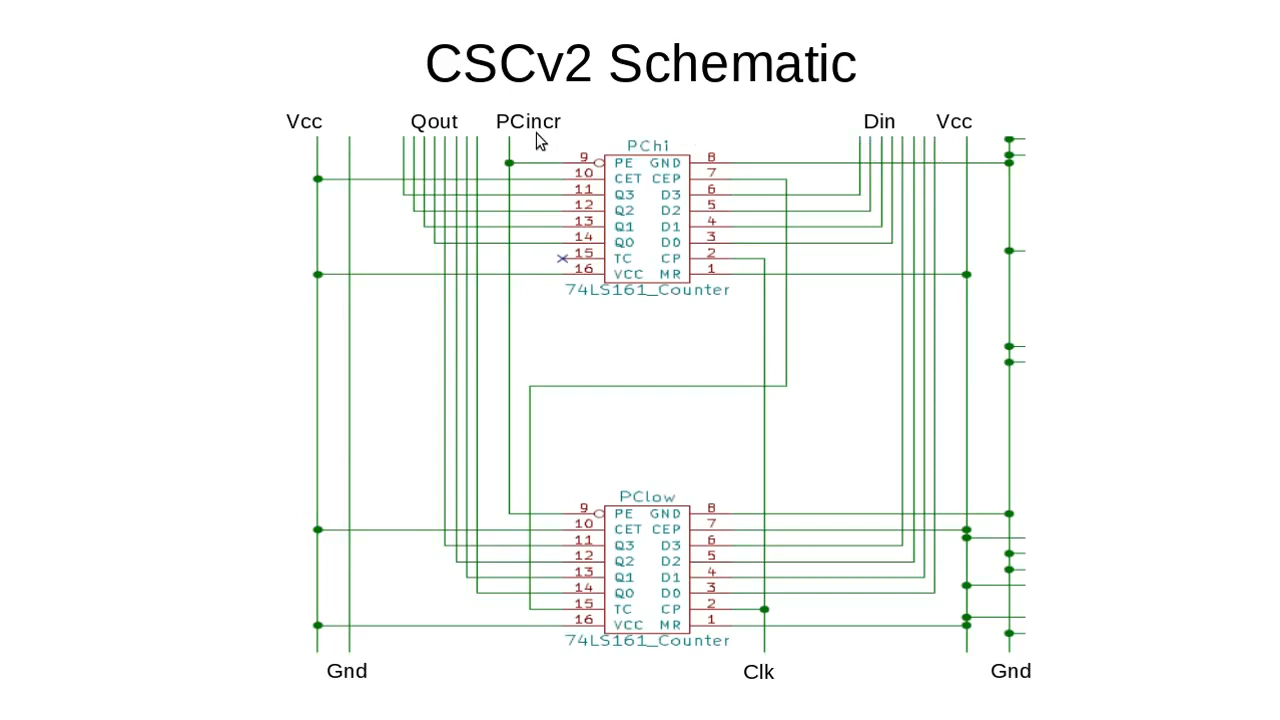 CSCv2 Schematic
Vcc Qout PCincr Din Vcc
PChi
9 PE GND 8
10 CET CEP 7
11 Q3 D3 6
12 Q2 D2 5
13 Q1 D1 4
14 Q0 D0 3
15 TC CP 2
16 VCC MR 1
74LS161_Counter
PClow
9 PE GND 8
10 CET CEP 7
11 Q3 D3 6
12 Q2 D2 5
13 Q1 D1 4
14 Q0 D0 3
15 TC CP 2
16 VCC MR 1
74LS161_Counter
Gnd Clk Gnd